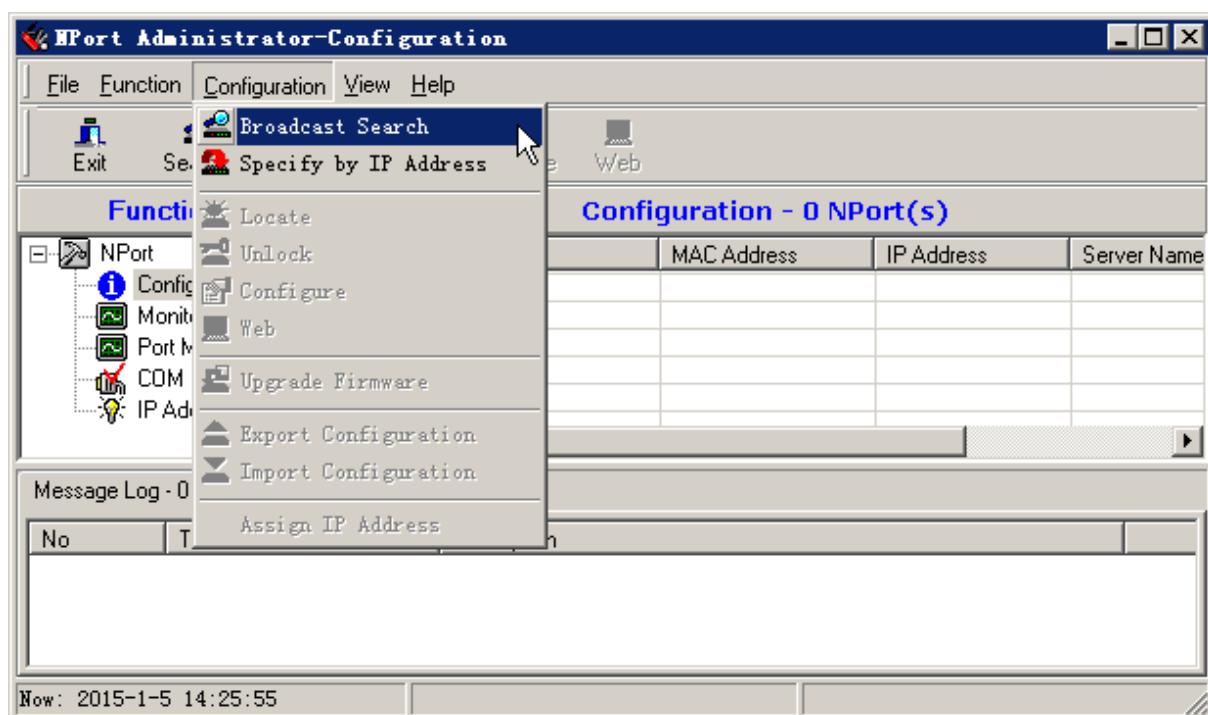 NPort Administrator-Configuration
File Function Configuration View Help
Exit Web
Broadcast Search
Specify by IP Address
Locate
Unlock
Configure
Web
Upgrade Firmware
Export Configuration
Import Configuration
Assign IP Address
Configuration - 0 NPort(s)
NPort
MAC Address IP Address Server Name
COM
Message Log - 0
No
Now: 2015-1-5 14:25:55